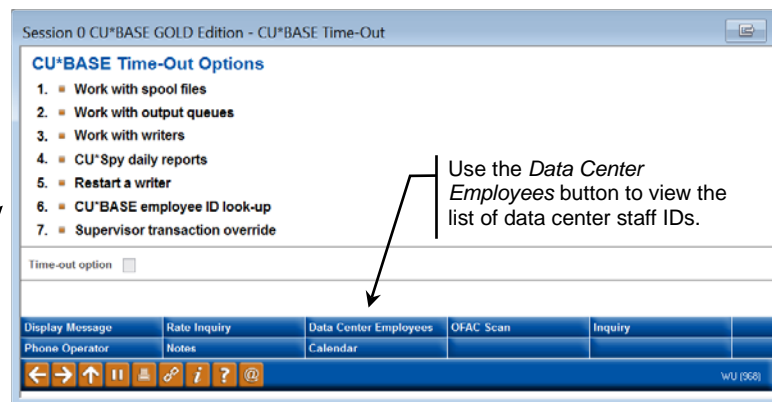 Session 0 CU*BASE GOLD Edition - CU*BASE Time-Out
CU*BASE Time-Out Options
1. Work with spool files
2. Work with output queues
3. Work with writers
4. CU*Spy daily reports
5. Restart a writer
6. CU*BASE employee ID look-up
7. Supervisor transaction override
Use the Data Center
Employees button to view the
list of data center staff IDs.
Time-out option
Display Message Rate Inquiry Data Center Employees OFAC Scan Inquiry
Phone Operator Notes Calendar
WU (968)